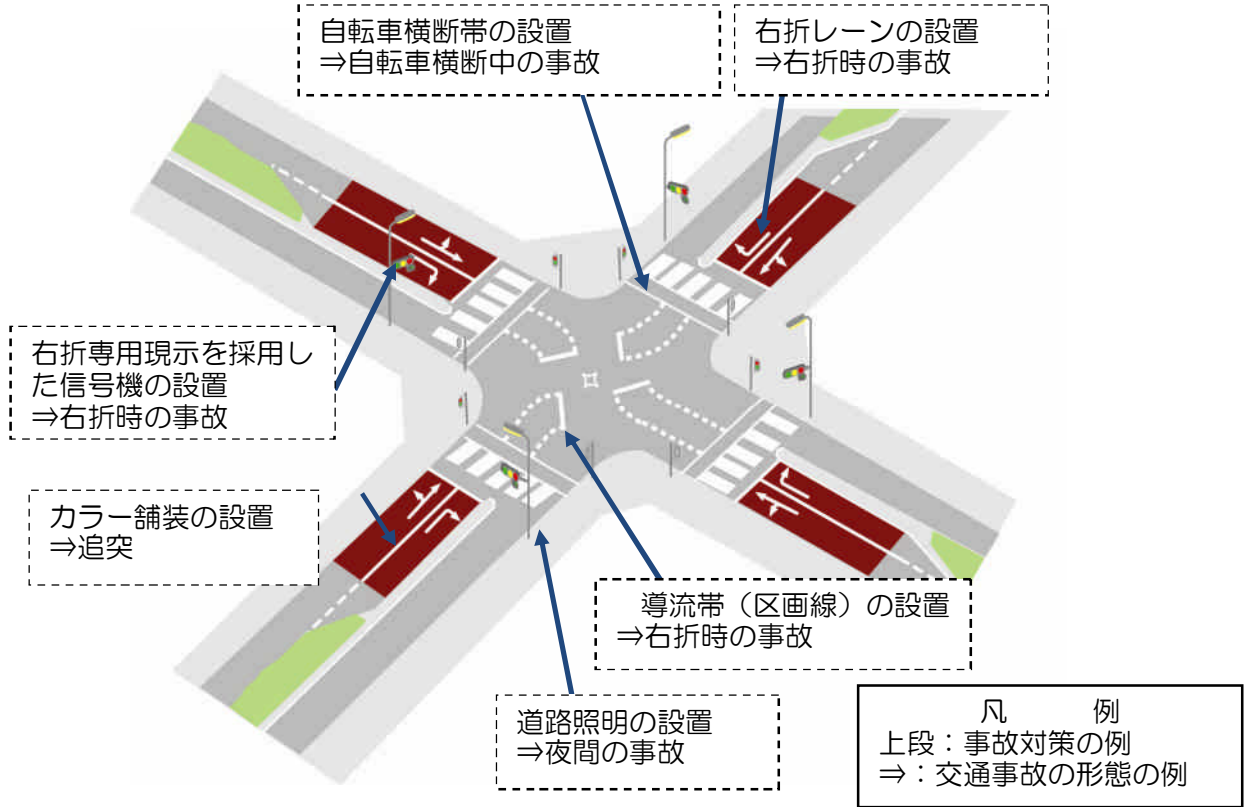 自転車横断帯の設置
⇒自転車横断中の事故
右折レーンの設置
⇒右折時の事故
右折専用現示を採用し
た信号機の設置
⇒右折時の事故
カラー舗装の設置
⇒追突
導流帯（区画線）の設置
⇒右折時の事故
道路照明の設置
⇒夜間の事故
凡　　例
上段：事故対策の例
⇒：交通事故の形態の例